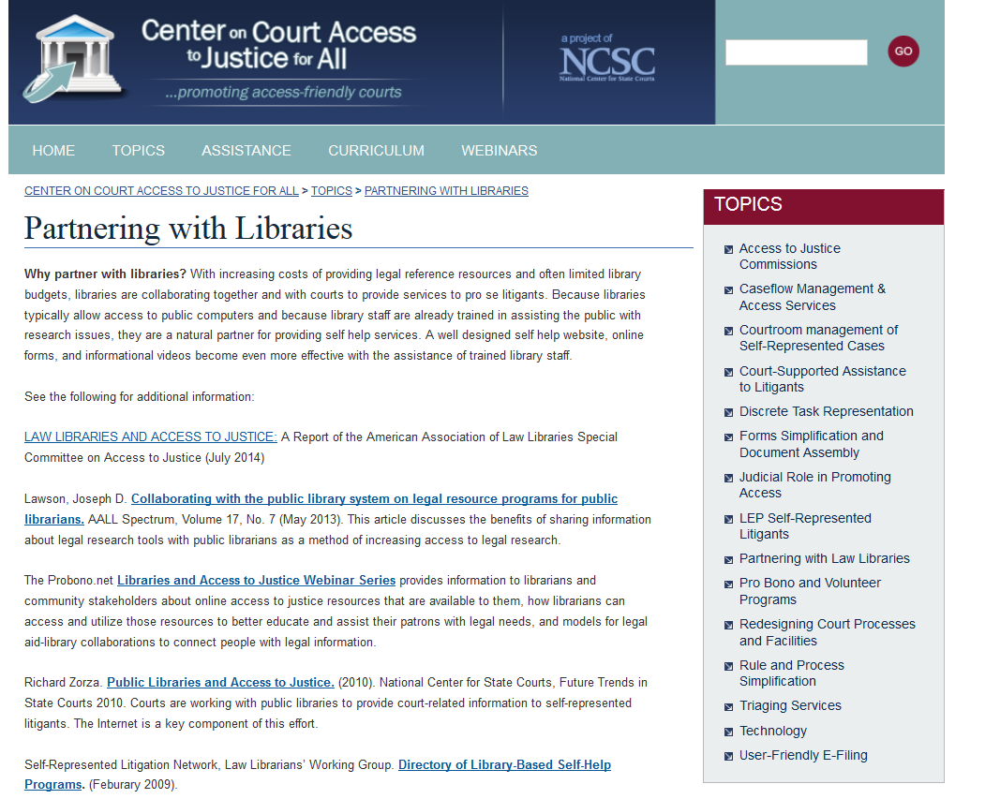 Center on Court Access
to Justice for All
...promoting access-friendly courts
a project of
NCSC
National Center for State Courts
GO
HOME TOPICS ASSISTANCE CURRICULUM WEBINARS
CENTER ON COURT ACCESS TO JUSTICE FOR ALL > TOPICS > PARTNERING WITH LIBRARIES
Partnering with Libraries
Why partner with libraries? With increasing costs of providing legal reference resources and often limited library
budgets, libraries are collaborating together and with courts to provide services to pro se litigants. Because libraries
typically allow access to public computers and because library staff are already trained in assisting the public with
research issues, they are a natural partner for providing self help services. A well designed self help website, online
forms, and informational videos become even more effective with the assistance of trained library staff.
See the following for additional information:
LAW LIBRARIES AND ACCESS TO JUSTICE: A Report of the American Association of Law Libraries Special
Committee on Access to Justice (July 2014)
Lawson, Joseph D. Collaborating with the public library system on legal resource programs for public
librarians. AALL Spectrum, Volume 17, No. 7 (May 2013). This article discusses the benefits of sharing information
about legal research tools with public librarians as a method of increasing access to legal research.
The Probono.net Libraries and Access to Justice Webinar Series provides information to librarians and
community stakeholders about online access to justice resources that are available to them, how librarians can
access and utilize those resources to better educate and assist their patrons with legal needs, and models for legal
aid-library collaborations to connect people with legal information.
Richard Zorza. Public Libraries and Access to Justice. (2010). National Center for State Courts, Future Trends in
State Courts 2010. Courts are working with public libraries to provide court-related information to self-represented
litigants. The Internet is a key component of this effort.
Self-Represented Litigation Network, Law Librarians' Working Group. Directory of Library-Based Self-Help
Programs. (Feburary 2009).
TOPICS
Access to Justice
Commissions
Caseflow Management &
Access Services
Courtroom management of
Self-Represented Cases
Court-Supported Assistance
to Litigants
Discrete Task Representation
Forms Simplification and
Document Assembly
Judicial Role in Promoting
Access
LEP Self-Represented
Litigants
Partnering with Law Libraries
Pro Bono and Volunteer
Programs
Redesigning Court Processes
and Facilities
Rule and Process
Simplification
Triaging Services
Technology
User-Friendly E-Filing